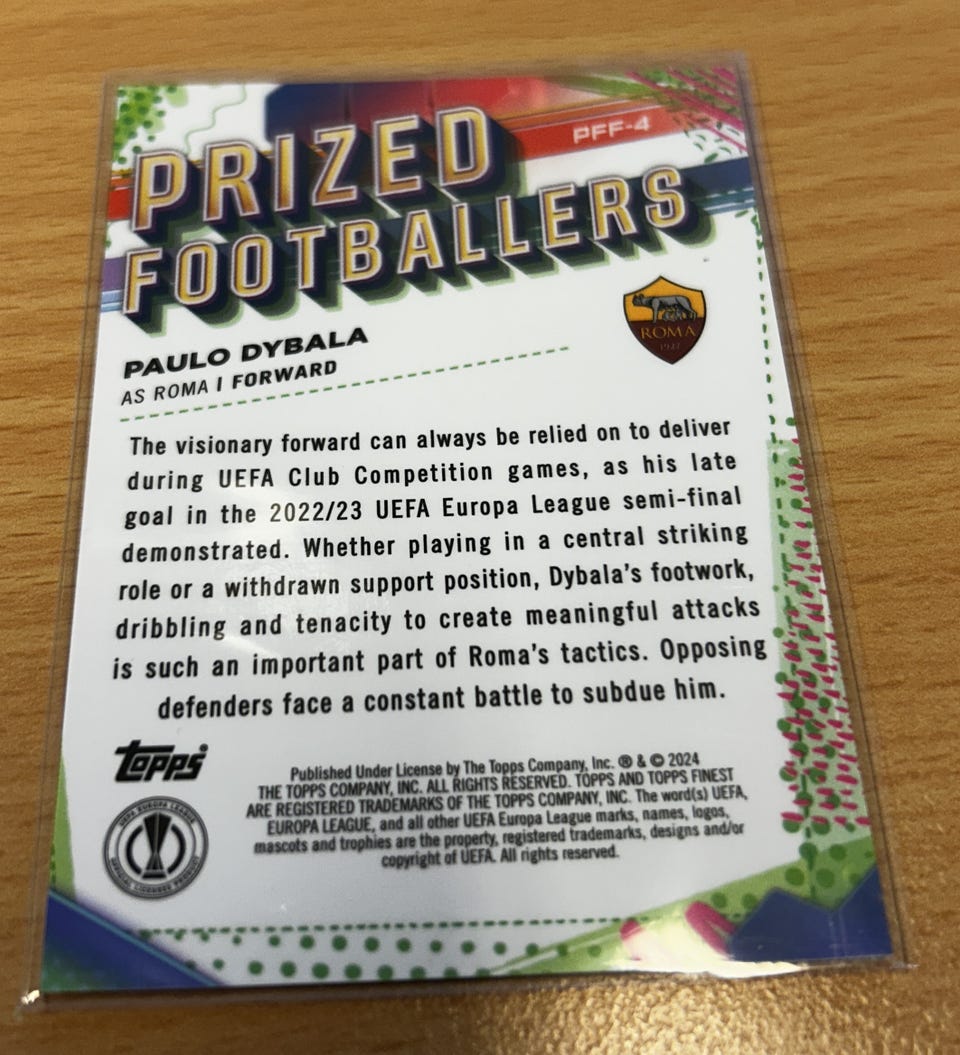 PFF-4
PRIZED
FOOTBALLERS
ROMA
1927
PAULO DYBALA
AS ROMA | FORWARD
The visionary forward can always be relied on to deliver
during UEFA Club Competition games, as his late
goal in the 2022/23 UEFA Europa League semi-final
demonstrated. Whether playing in a central striking
role or a withdrawn support position, Dybala's footwork,
dribbling and tenacity to create meaningful attacks
is such an important part of Roma's tactics. Opposing
defenders face a constant battle to subdue him.
topps
Published Under License by The Topps Company, Inc. ® & © 2024
THE TOPPS COMPANY, INC. ALL RIGHTS RESERVED. TOPPS AND TOPPS FINEST
ARE REGISTERED TRADEMARKS OF THE TOPPS COMPANY, INC. The word(s) UEFA,
EUROPA LEAGUE, and all other UEFA Europa League marks, names, logos,
mascots and trophies are the property, registered trademarks, designs and/or
copyright of UEFA. All rights reserved.
UEFA EUROPA LEAGUE
OFFICIAL LICENSED PRODUCT